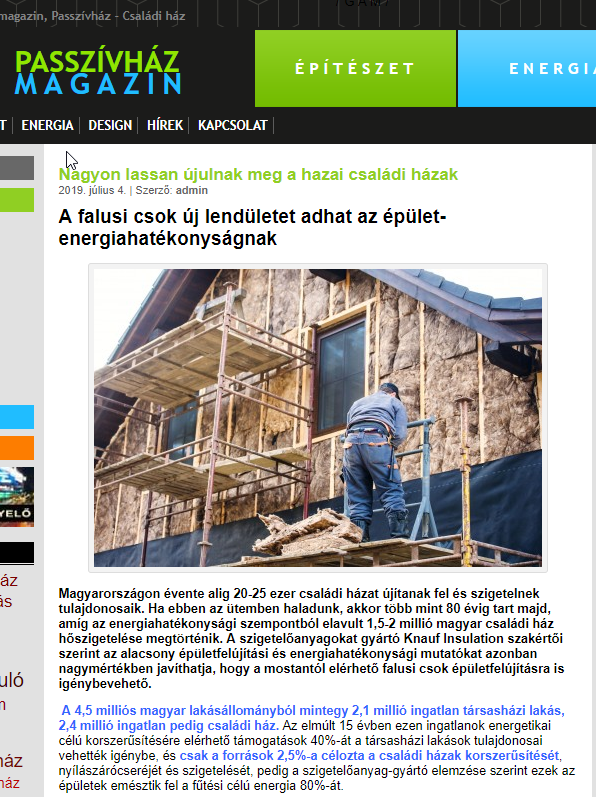 magazin, Passzívház - Családi ház
PASSZÍVHÁZ
MAGAZIN
ÉPÍTÉSZET
ENERGIA
ENERGIA
DESIGN
HÍREK
KAPCSOLAT
Nagyon lassan újulnak meg a hazai családi házak
2019. július 4. | Szerző: admin
A falusi csok új lendületet adhat az épület-
energiahatékonyságnak
Magyarországon évente alig 20-25 ezer családi házat újítanak fel és szigetelnek
tulajdonosaik. Ha ebben az ütemben haladunk, akkor több mint 80 évig tart majd,
amíg az energiahatékonysági szempontból elavult 1,5-2 millió magyar családi ház
hőszigetelése megtörténik. A szigetelőanyagokat gyártó Knauf Insulation szakértői
szerint az alacsony épületfelújítási és energiahatékonysági mutatókat azonban
nagymértékben javíthatja, hogy a mostantól elérhető falusi csok épületfelújításra is
igénybevehető.
A 4,5 milliós magyar lakásállományból mintegy 2,1 millió ingatlan társasházi lakás,
2,4 millió ingatlan pedig családi ház. Az elmúlt 15 évben ezen ingatlanok energetikai
célú korszerűsítésére elérhető támogatások 40%-át a társasházi lakások tulajdonosai
vehették igénybe, és csak a források 2,5%-a célozta a családi házak korszerűsítését,
nyílászárócseréjét és szigetelését, pedig a szigetelőanyag-gyártó elemzése szerint ezek az
épületek emésztik fel a fűtési célú energia 80%-át.